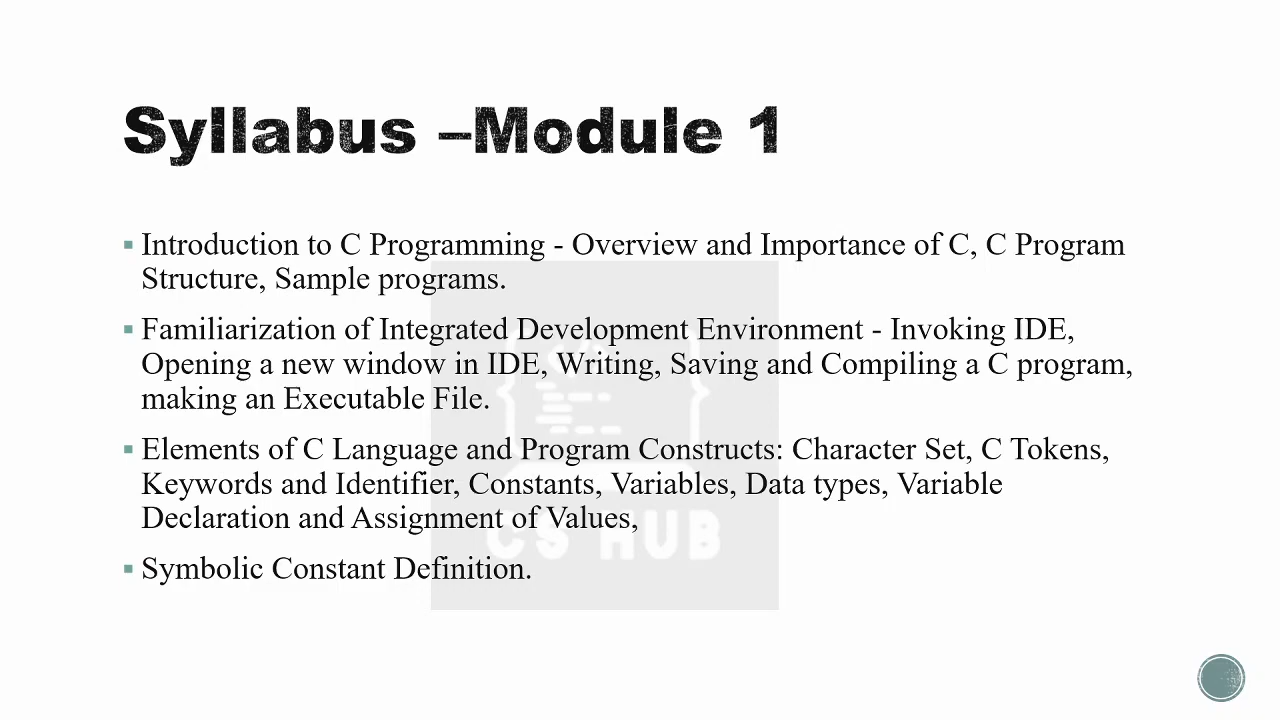 Syllabus –Module 1
▪ Introduction to C Programming - Overview and Importance of C, C Program
Structure, Sample programs.
▪ Familiarization of Integrated Development Environment - Invoking IDE,
Opening a new window in IDE, Writing, Saving and Compiling a C program,
making an Executable File.
▪ Elements of C Language and Program Constructs: Character Set, C Tokens,
Keywords and Identifier, Constants, Variables, Data types, Variable
Declaration and Assignment of Values,
CS HUB
▪ Symbolic Constant Definition.